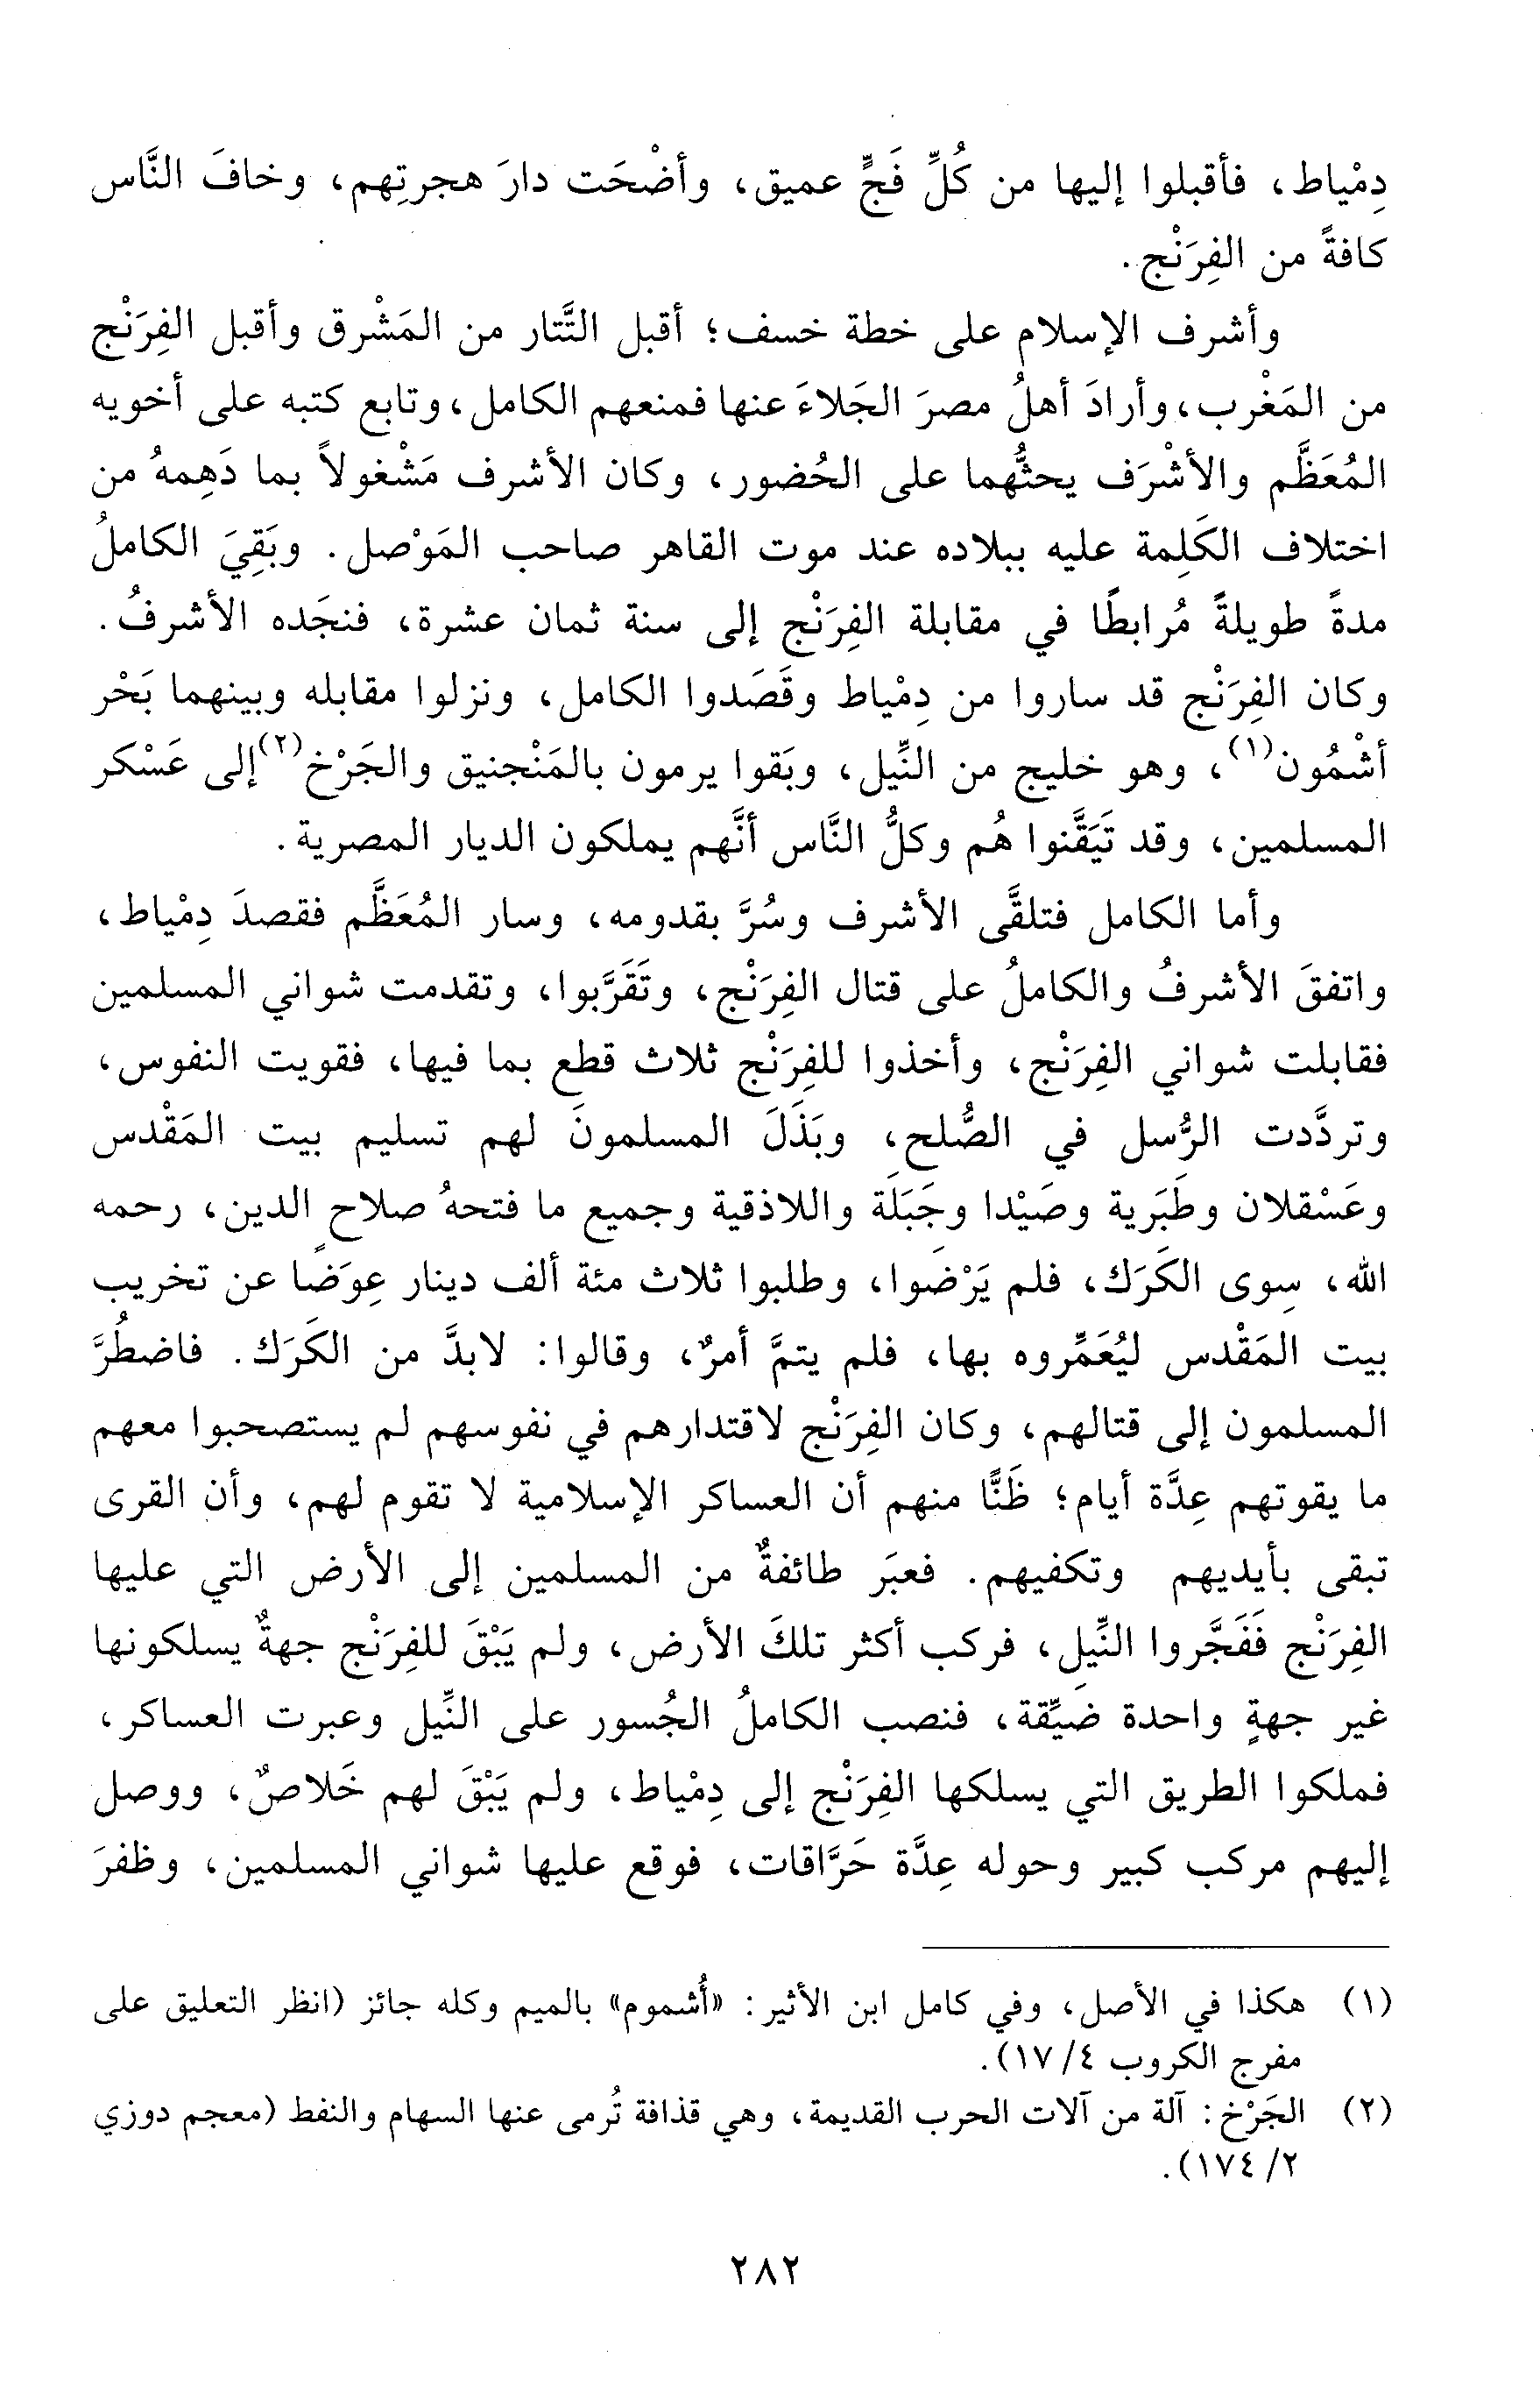 دِمْياط، فأقبلوا إليها من كُلِّ فَجٍّ عميق، وأضْحَت دارَ هجرتِهم، وخافَ النَّاس
كافةً من الفِرَنْج.
وأشرف الإسلام على خطة خسف؛ أقبل التَّتار من المَشْرق وأقبل الفِرَنْج
من المَغْرب، وأرادَ أهلُ مصرَ الجَلاءَ عنها فمنعهم الكامل، وتابع كتبه على أخويه
المُعَظَّم والأشْرَف يحثُّهما على الحُضور، وكان الأشرف مَشْغولاً بما دَهِمهُ من
اختلاف الكَلِمة عليه ببلاده عند موت القاهر صاحب المَوْصل. وبَقِيَ الكاملُ
مدةً طويلةً مُرابطًا في مقابلة الفِرَنْج إلى سنة ثمان عشرة، فنجَده الأشرفُ.
وكان الفِرَنْج قد ساروا من دِمْياط وقَصَدوا الكامل، ونزلوا مقابله وبينهما بَحْر
أشْمُون(١)، وهو خليج من النِّيل، وبَقوا يرمون بالمَنْجنيق والجَرْخ(٢) إلى عَسْكر
المسلمين، وقد تَيَقَّنوا هُم وكلُّ النَّاس أنَّهم يملكون الديار المصرية.
وأما الكامل فتلقَّى الأشرف وسُرَّ بقدومه، وسار المُعَظَّم فقصدَ دِمْياط،
واتفقَ الأشرفُ والكاملُ على قتال الفِرَنْج، وتَقَرَّبوا، وتقدمت شواني المسلمين
فقابلت شواني الفِرَنْج، وأخذوا للفِرَنْج ثلاث قطع بما فيها، فقويت النفوس،
وتردَّدت الرُّسل في الصُّلح، وبَذَلَ المسلمونَ لهم تسليم بيت المَقْدس
وعَسْقلان وطَبَرية وصَيْدا وجَبَلَة واللاذقية وجميع ما فتحهُ صلاح الدين، رحمه
الله، سِوى الكَرَك، فلم يَرْضَوا، وطلبوا ثلاث مئة ألف دينار عِوَضًا عن تخريب
بيت المَقْدس ليُعَمِّروه بها، فلم يتمَّ أمرٌ، وقالوا: لابدَّ من الكَرَك. فاضطُرَّ
المسلمون إلى قتالهم، وكان الفِرَنْج لاقتدارهم في نفوسهم لم يستصحبوا معهم
ما يقوتهم عِدَّة أيام؛ ظَنًّا منهم أن العساكر الإسلامية لا تقوم لهم، وأن القرى
تبقى بأيديهم وتكفيهم. فعبَر طائفةٌ من المسلمين إلى الأرض التي عليها
الفِرَنْج فَفَجَّروا النِّيل، فركب أكثر تلكَ الأرض، ولم يَبْقَ للفِرَنْج جهةٌ يسلكونها
غير جهةٍ واحدة ضيِّقة، فنصب الكاملُ الجُسور على النِّيل وعبرت العساكر،
فملكوا الطريق التي يسلكها الفِرَنْج إلى دِمْياط، ولم يَبْقَ لهم خَلاصٌ، ووصل
إليهم مركب كبير وحوله عِدَّة حَرَّاقات، فوقع عليها شواني المسلمين، وظفرَ
(١) هكذا في الأصل، وفي كامل ابن الأثير: «أُشموم» بالميم وكله جائز (انظر التعليق على
مفرج الكروب ٤/ ١٧).
(٢) الجَرْخ: آلة من آلات الحرب القديمة، وهي قذافة تُرمى عنها السهام والنفط (معجم دوزي
٢/ ١٧٤).
٢٨٢